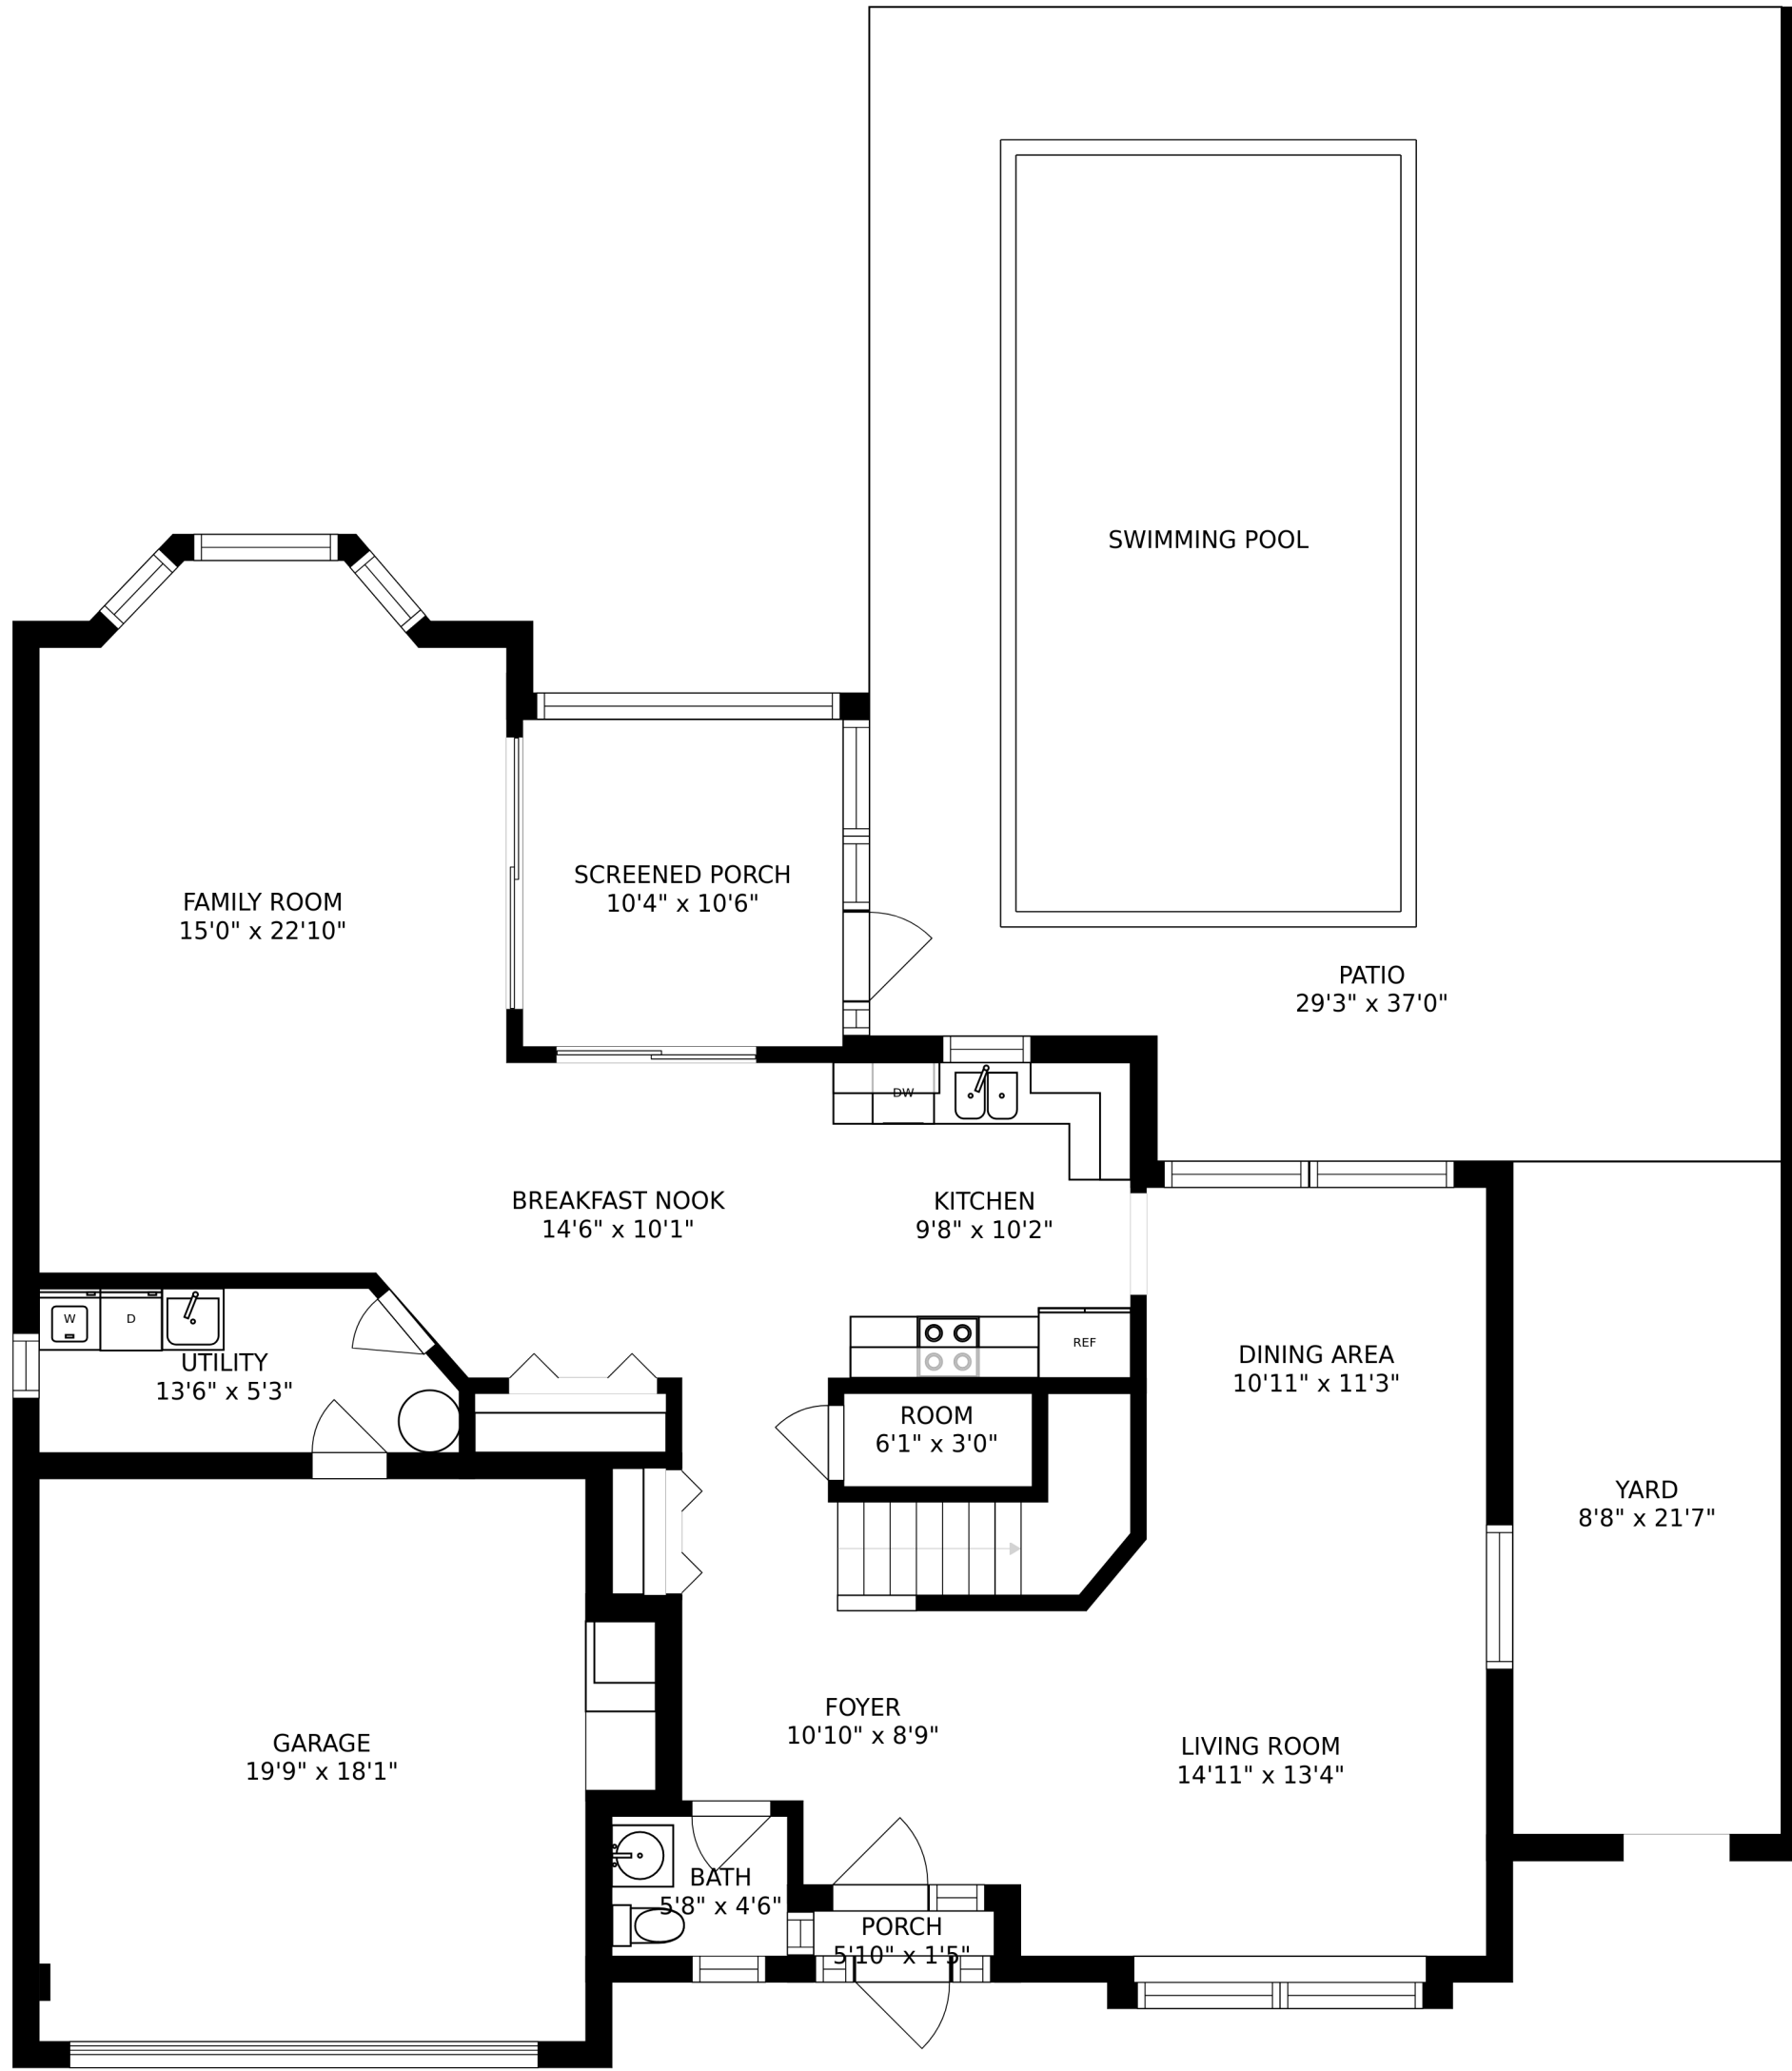 SWIMMING POOL
FAMILY ROOM
15'0" x 22'10"
SCREENED PORCH
10'4" x 10'6"
PATIO
29'3" x 37'0"
DW
BREAKFAST NOOK
14'6" x 10'1"
KITCHEN
9'8" x 10'2"
W
D
REF
UTILITY
13'6" x 5'3"
DINING AREA
10'11" x 11'3"
ROOM
6'1" x 3'0"
YARD
8'8" x 21'7"
FOYER
10'10" x 8'9"
GARAGE
19'9" x 18'1"
LIVING ROOM
14'11" x 13'4"
BATH
5'8" x 4'6"
PORCH
5'10" x 1'5"